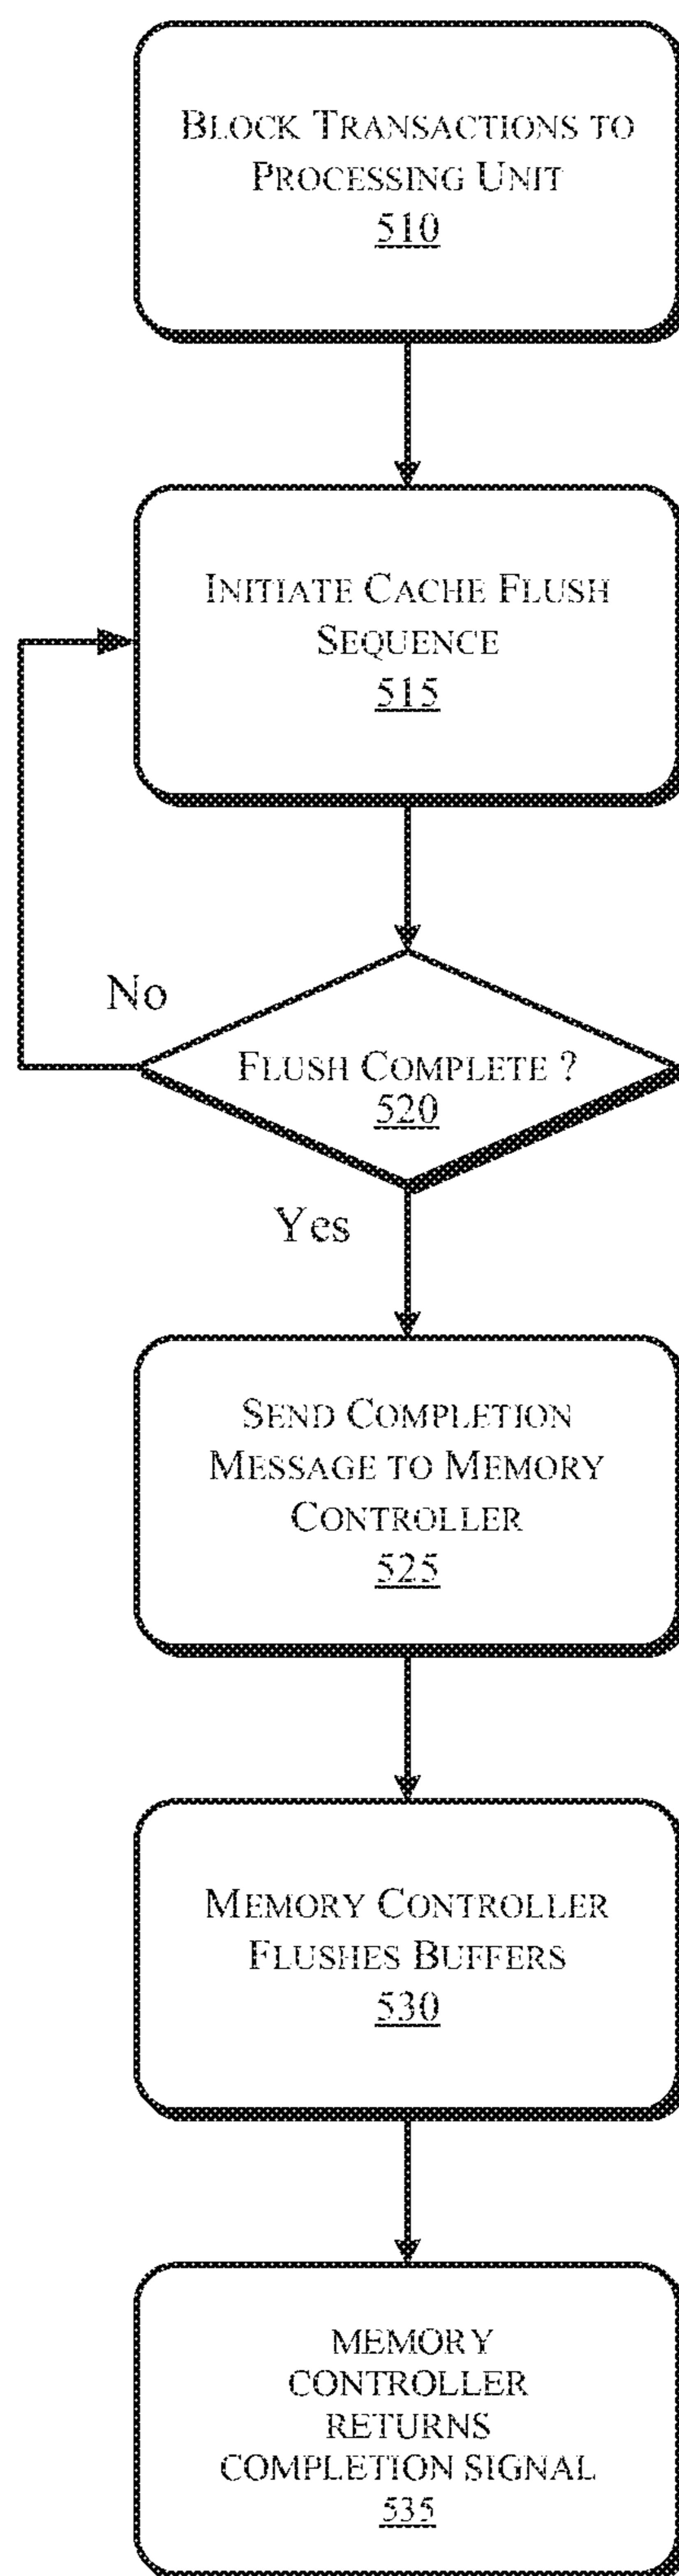 BLOCK TRANSACTIONS TO
PROCESSING UNIT
510
INITIATE CACHE FLUSH
SEQUENCE
515
No
FLUSH COMPLETE ?
520
Yes
SEND COMPLETION
MESSAGE TO MEMORY
CONTROLLER
525
MEMORY CONTROLLER
FLUSHES BUFFERS
530
MEMORY
CONTROLLER
RETURNS
COMPLETION SIGNAL
535